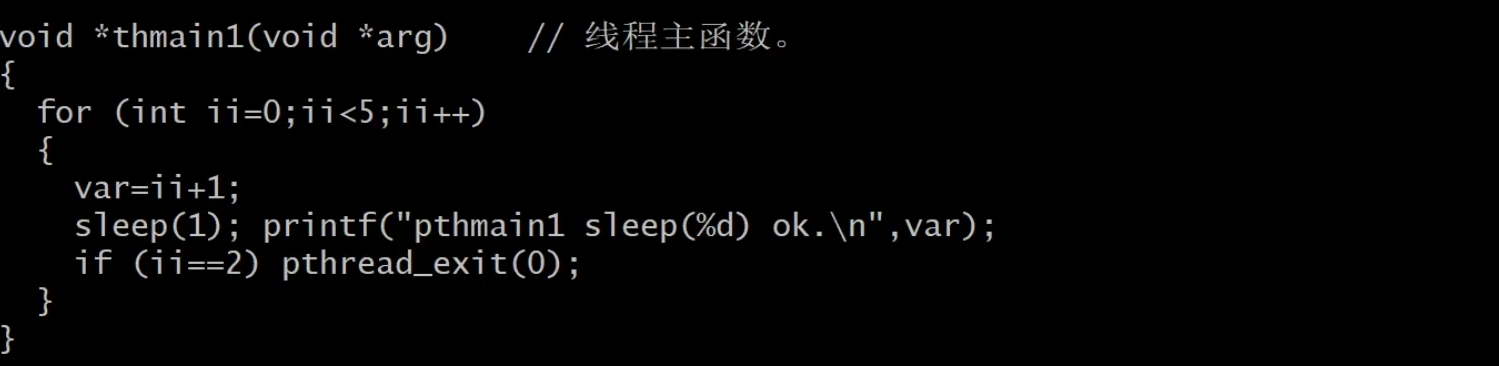 void *thmain1(void *arg)    // 线程主函数。
{
  for (int ii=0;ii<5;ii++)
  {
    var=ii+1;
    sleep(1); printf("pthmain1 sleep(%d) ok.\n",var);
    if (ii==2) pthread_exit(0);
  }
}